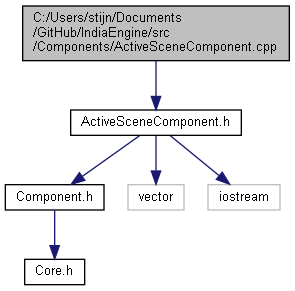 C:/Users/stijn/Documents
/GitHub/IndiaEngine/src
/Components/ActiveSceneComponent.cpp
ActiveSceneComponent.h
Component.h
vector
iostream
Core.h